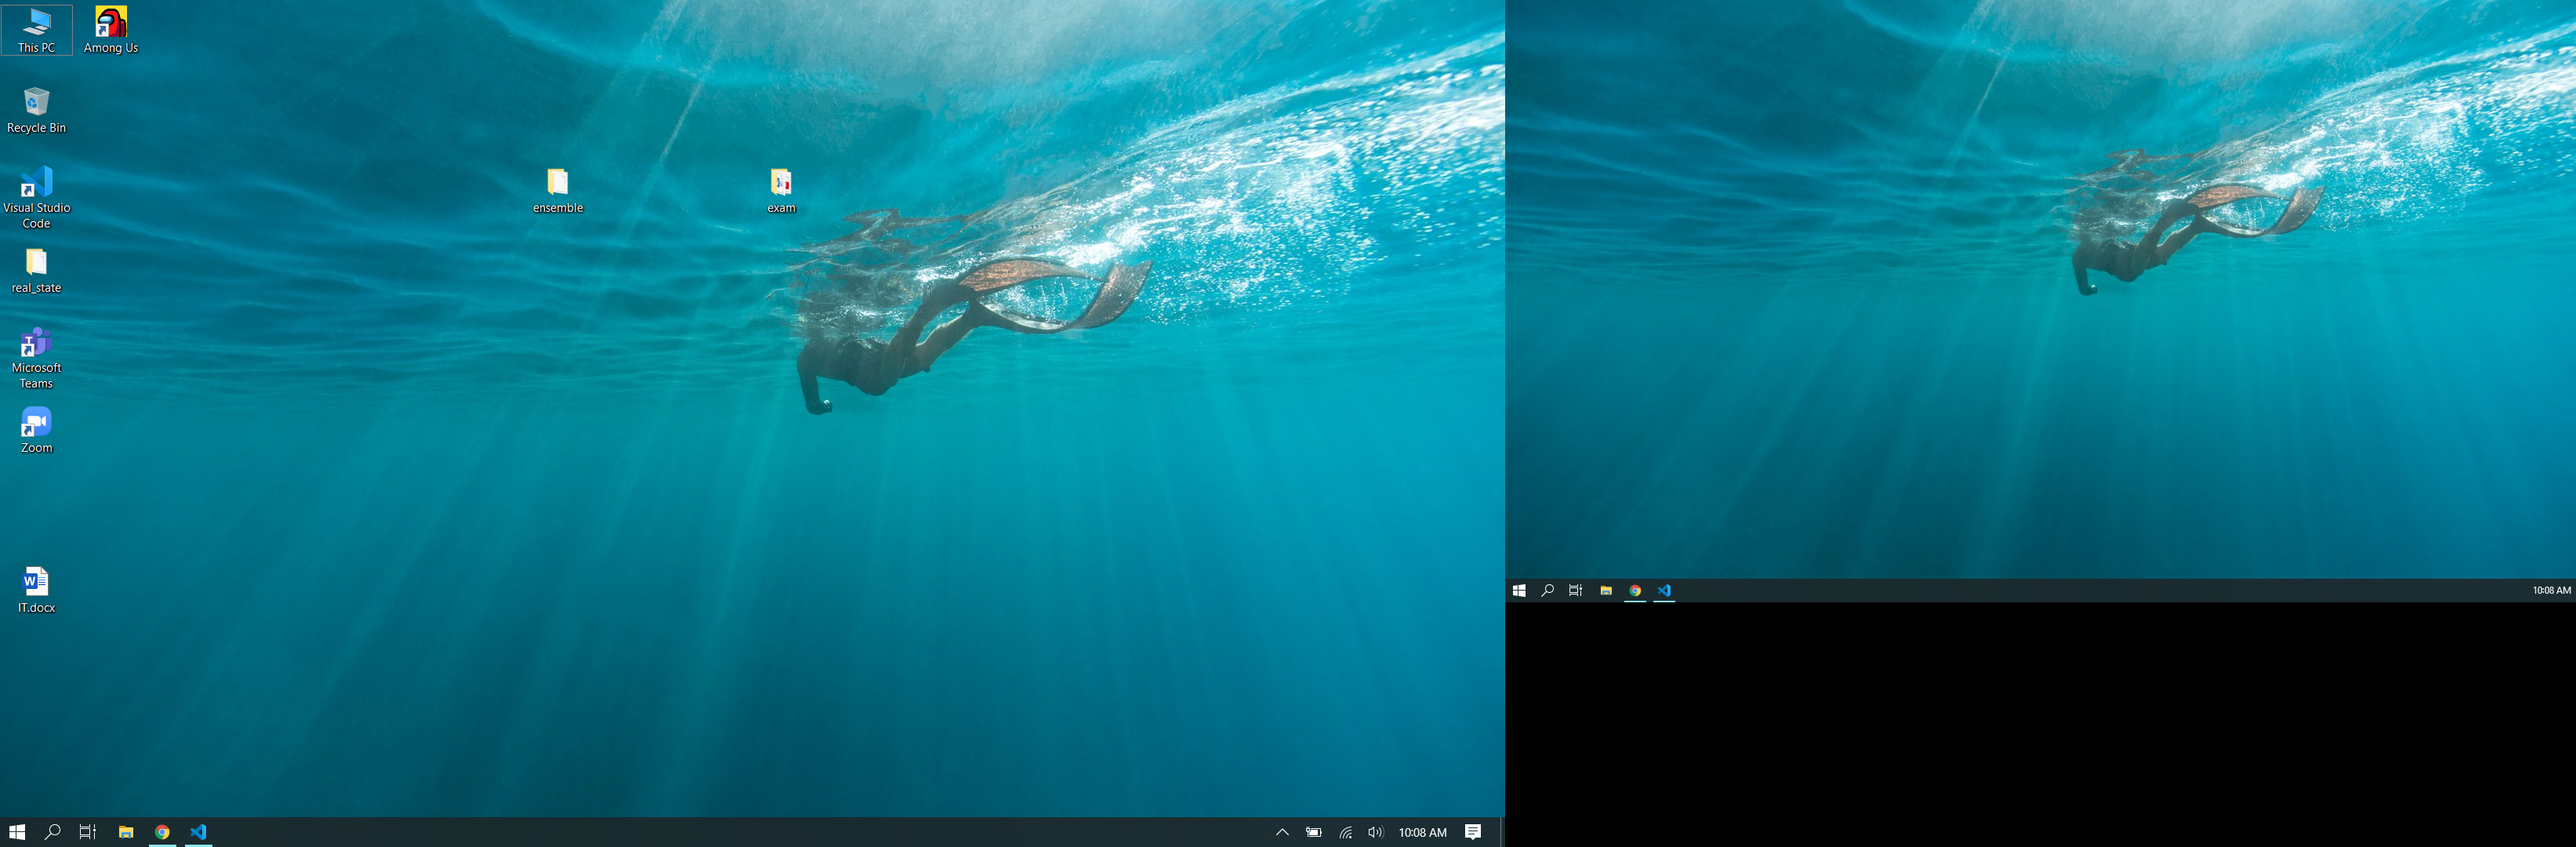 This PC
Among Us
Recycle Bin
Visual Studio
Code
ensemble
exam
real_state
Microsoft
Teams
Zoom
IT.docx
10:08 AM
10:08 AM